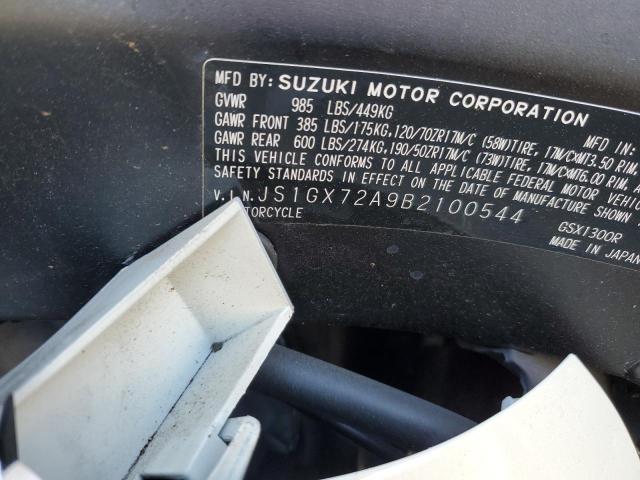 MFD BY: SUZUKI MOTOR CORPORATION
GVWR 985 LBS/449KG MFD IN:
GAWR FRONT 385 LBS/175KG, 120/70ZR17M/C (58W)TIRE, 17M/C×MT3.50 RIM,
GAWR REAR 600 LBS/274KG, 190/50ZR17M/C (73W)TIRE, 17M/C×MT6.00 RIM,
THIS VEHICLE CONFORMS TO ALL APPLICABLE FEDERAL MOTOR VEHICL
SAFETY STANDARDS IN EFFECT ON THE DATE OF MANUFACTURE SHOWN
V. I. N. JS1GX72A9B2100544 GSX1300R
MADE IN JAPAN